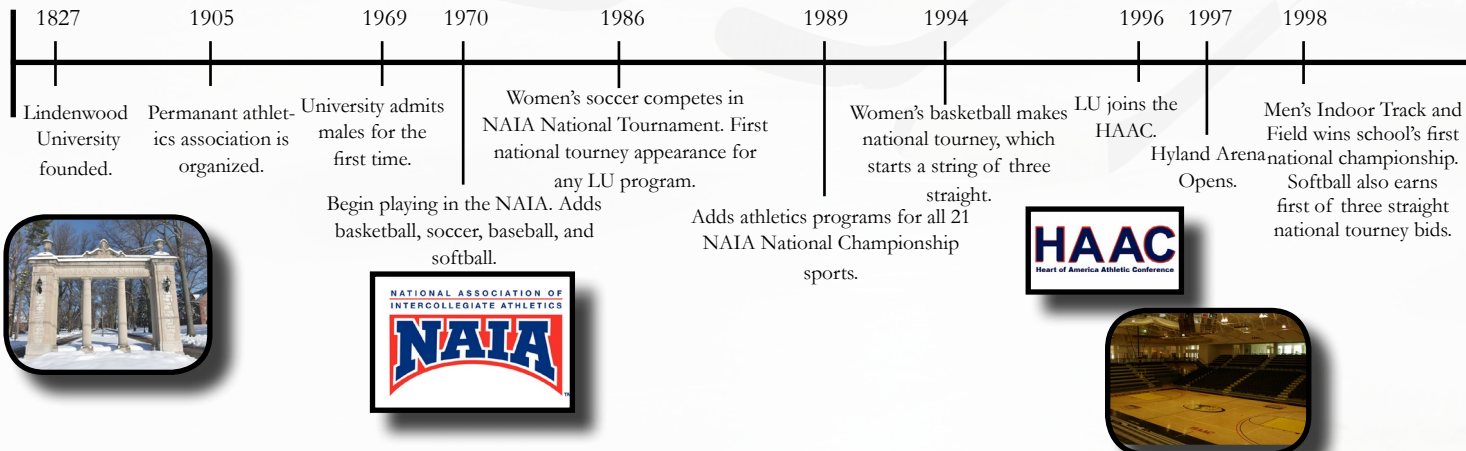 1827
1905
1969
1970
1986
1989
1994
1996
1997
1998
Lindenwood
University
founded.
Permanant athlet-
ics association is
organized.
University admits
males for the
first time.
Begin playing in the NAIA. Adds
basketball, soccer, baseball, and
softball.
Women's soccer competes in
NAIA National Tournament. First
national tourney appearance for
any LU program.
Adds athletics programs for all 21
NAIA National Championship
sports.
Women's basketball makes
national tourney, which
starts a string of three
straight.
LU joins the
HAAC.
Hyland Arena
Opens.
Men's Indoor Track and
Field wins school's first
national championship.
Softball also earns
first of three straight
national tourney bids.
NATIONAL ASSOCIATION OF
INTERCOLLEGIATE ATHLETICS
NAIA
TM
HAAC
Heart of America Athletic Conference
HAAC